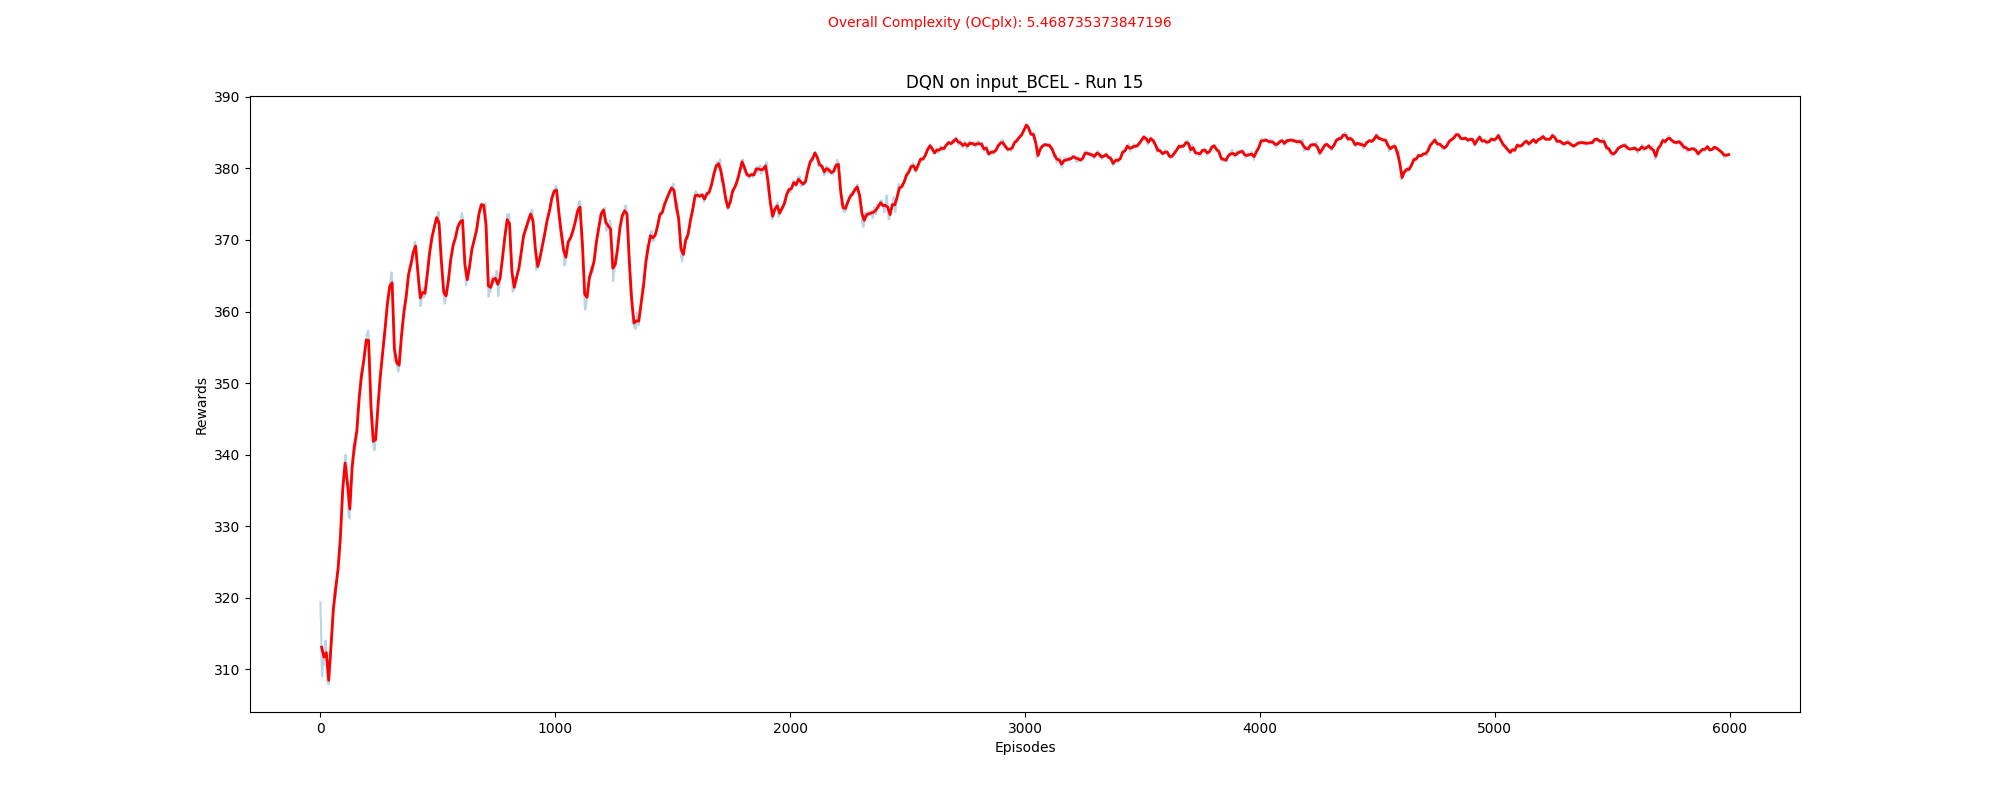 Overall Complexity (OCplx): 5.468735373847196
DQN on input_BCEL - Run 15
390
380
370
360
350
340
330
320
310
Rewards
0 1000 2000 3000 4000 5000 6000
Episodes